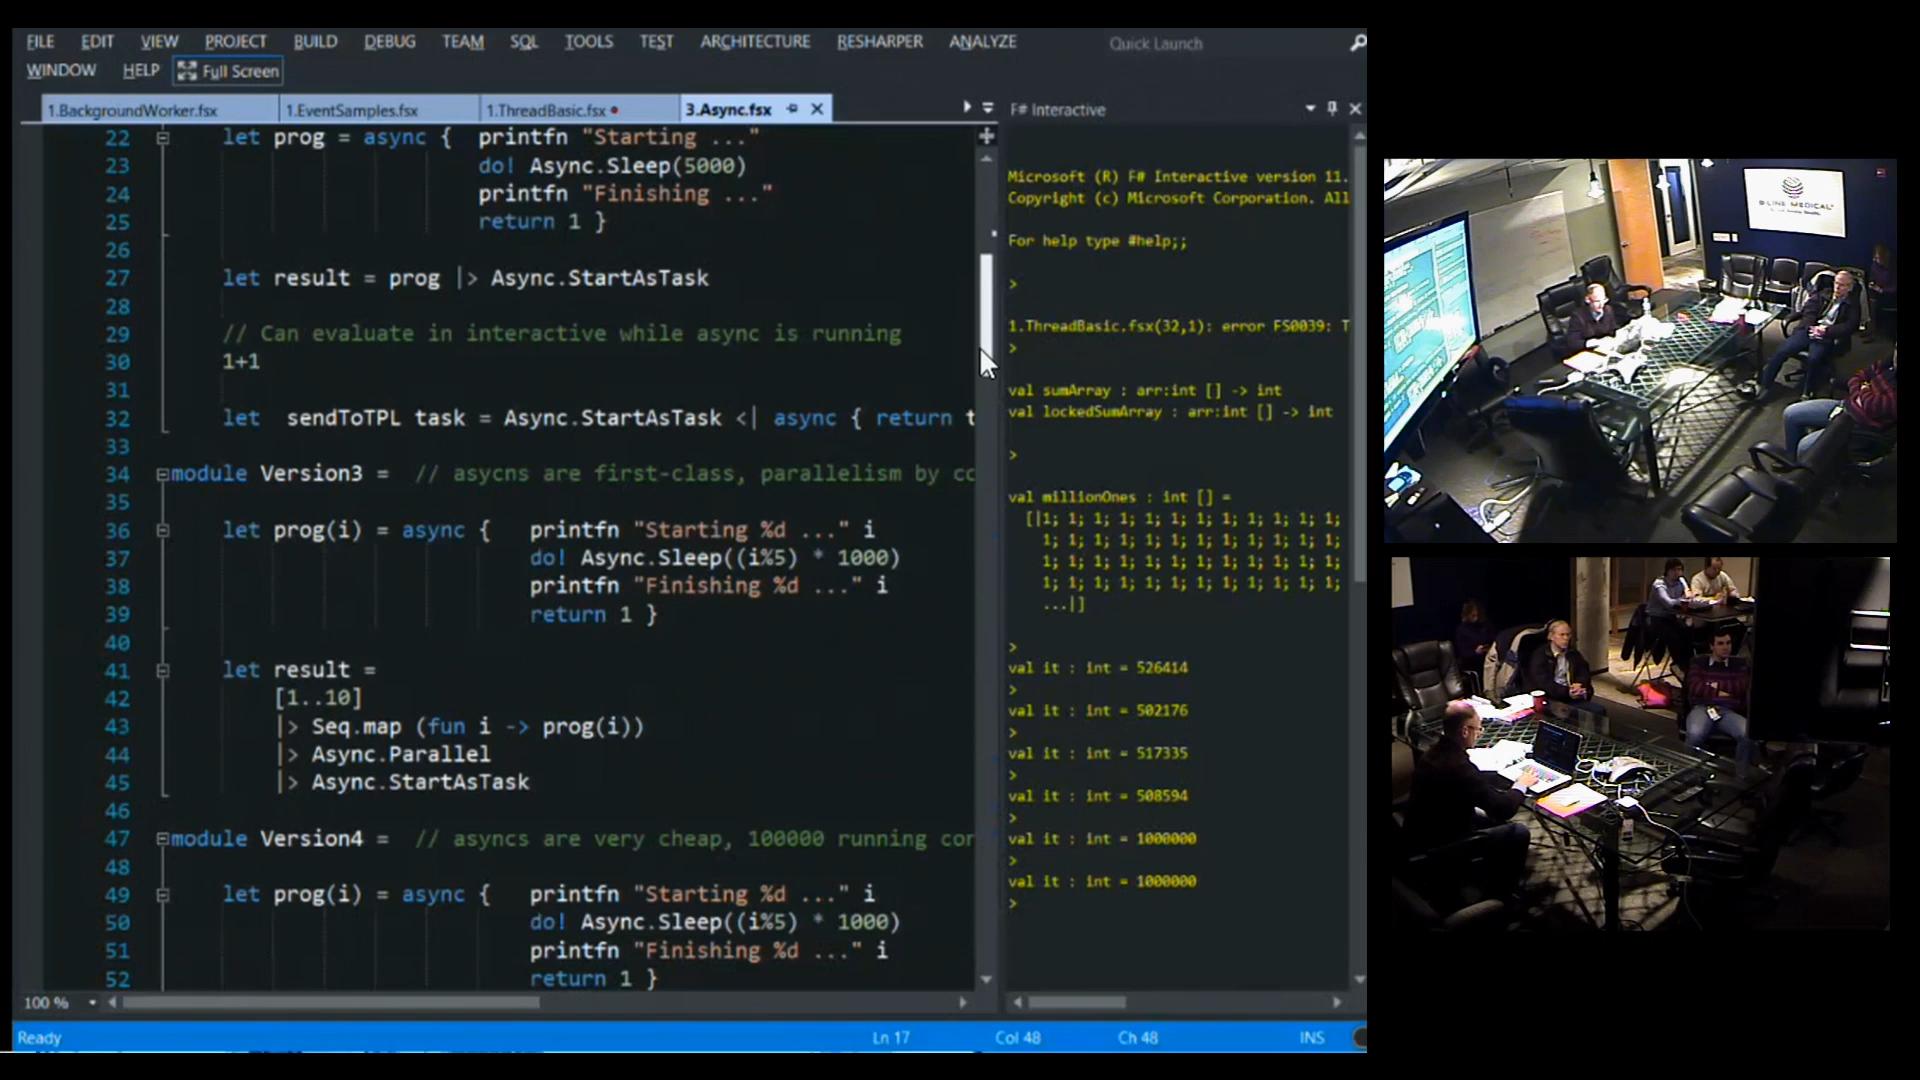 FILE EDIT VIEW PROJECT BUILD DEBUG TEAM SQL TOOLS TEST ARCHITECTURE RESHARPER ANALYZE Quick Launch
WINDOW HELP Full Screen
1.BackgroundWorker.fsx 1.EventSamples.fsx 1.ThreadBasic.fsx 3.Async.fsx
22 let prog = async { printfn "Starting ..."
23 do! Async.Sleep(5000)
24 printfn "Finishing ..."
25 return 1 }
26
27 let result = prog |> Async.StartAsTask
28
29 // Can evaluate in interactive while async is running
30 1+1
31
32 let sendToTPL task = Async.StartAsTask <| async { return t
33
34 module Version3 = // asycns are first-class, parallelism by co
35
36 let prog(i) = async { printfn "Starting %d ..." i
37 do! Async.Sleep((i%5) * 1000)
38 printfn "Finishing %d ..." i
39 return 1 }
40
41 let result =
42 [1..10]
43 |> Seq.map (fun i -> prog(i))
44 |> Async.Parallel
45 |> Async.StartAsTask
46
47 module Version4 = // asyncs are very cheap, 100000 running con
48
49 let prog(i) = async { printfn "Starting %d ..." i
50 do! Async.Sleep((i%5) * 1000)
51 printfn "Finishing %d ..." i
52 return 1 }
100 %
F# Interactive
Microsoft (R) F# Interactive version 11.
Copyright (c) Microsoft Corporation. All
For help type #help;;
>
1.ThreadBasic.fsx(32,1): error FS0039: T
>
val sumArray : arr:int [] -> int
val lockedSumArray : arr:int [] -> int
>
val millionOnes : int [] =
[|1; 1; 1; 1; 1; 1; 1; 1; 1; 1; 1; 1;
1; 1; 1; 1; 1; 1; 1; 1; 1; 1; 1;
1; 1; 1; 1; 1; 1; 1; 1; 1; 1; 1;
1; 1; 1; 1; 1; 1; 1; 1; 1; 1; 1;
...|]
>
val it : int = 526414
>
val it : int = 502176
>
val it : int = 517335
>
val it : int = 508594
>
val it : int = 1000000
>
val it : int = 1000000
>
Ready Ln 17 Col 48 Ch 48 INS
B-LINE MEDICAL